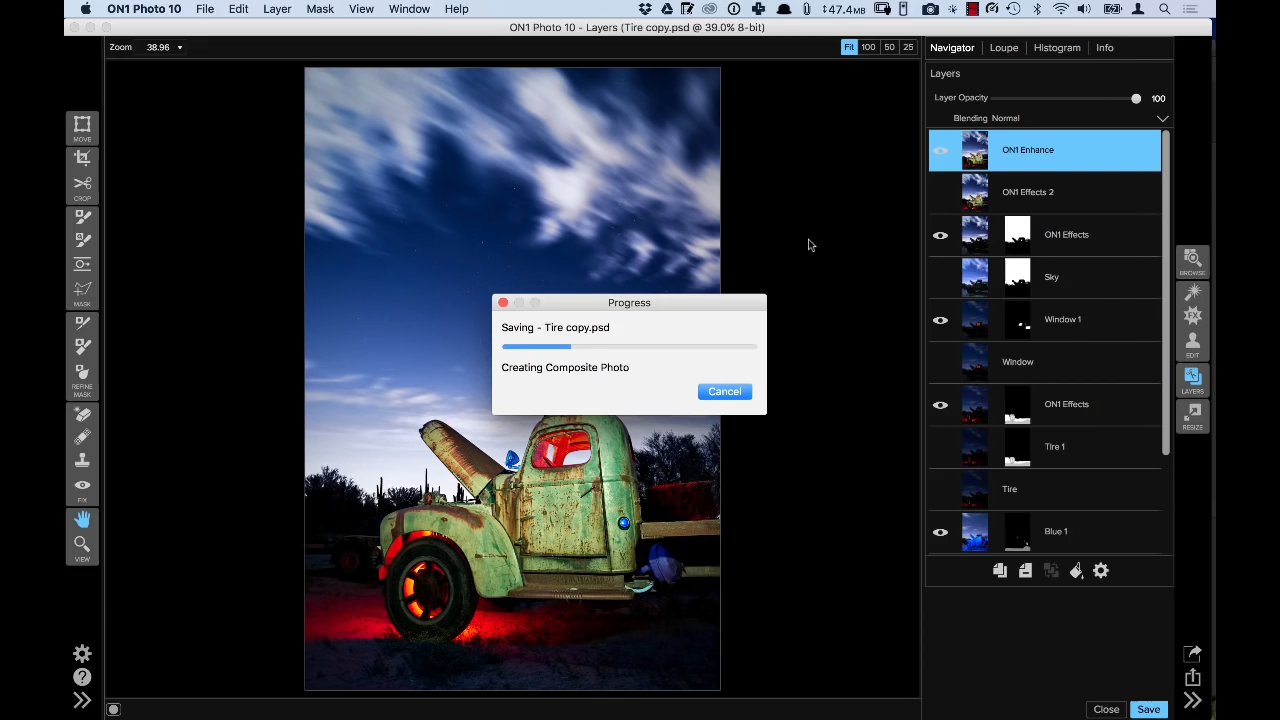 ON1 Photo 10 File Edit Layer Mask View Window Help $47.4M
ON1 Photo 10 - Layers (Tire copy.psd @ 39.0% 8-bit)
Zoom 38.96 Fit 100 50 25
Navigator Loupe Histogram Info
Layers
Layer Opacity 100
Blending Normal
ON1 Enhance
ON1 Effects 2
ON1 Effects
Sky
Window 1
Window
ON1 Effects
Tire 1
Tire
Blue 1
Close Save
MOVE
CROP
MASK
REFINE
MASK
FIX
VIEW
Progress
Saving - Tire copy.psd
Creating Composite Photo
Cancel
BROWSE
FX
EDIT
LAYERS
RESIZE